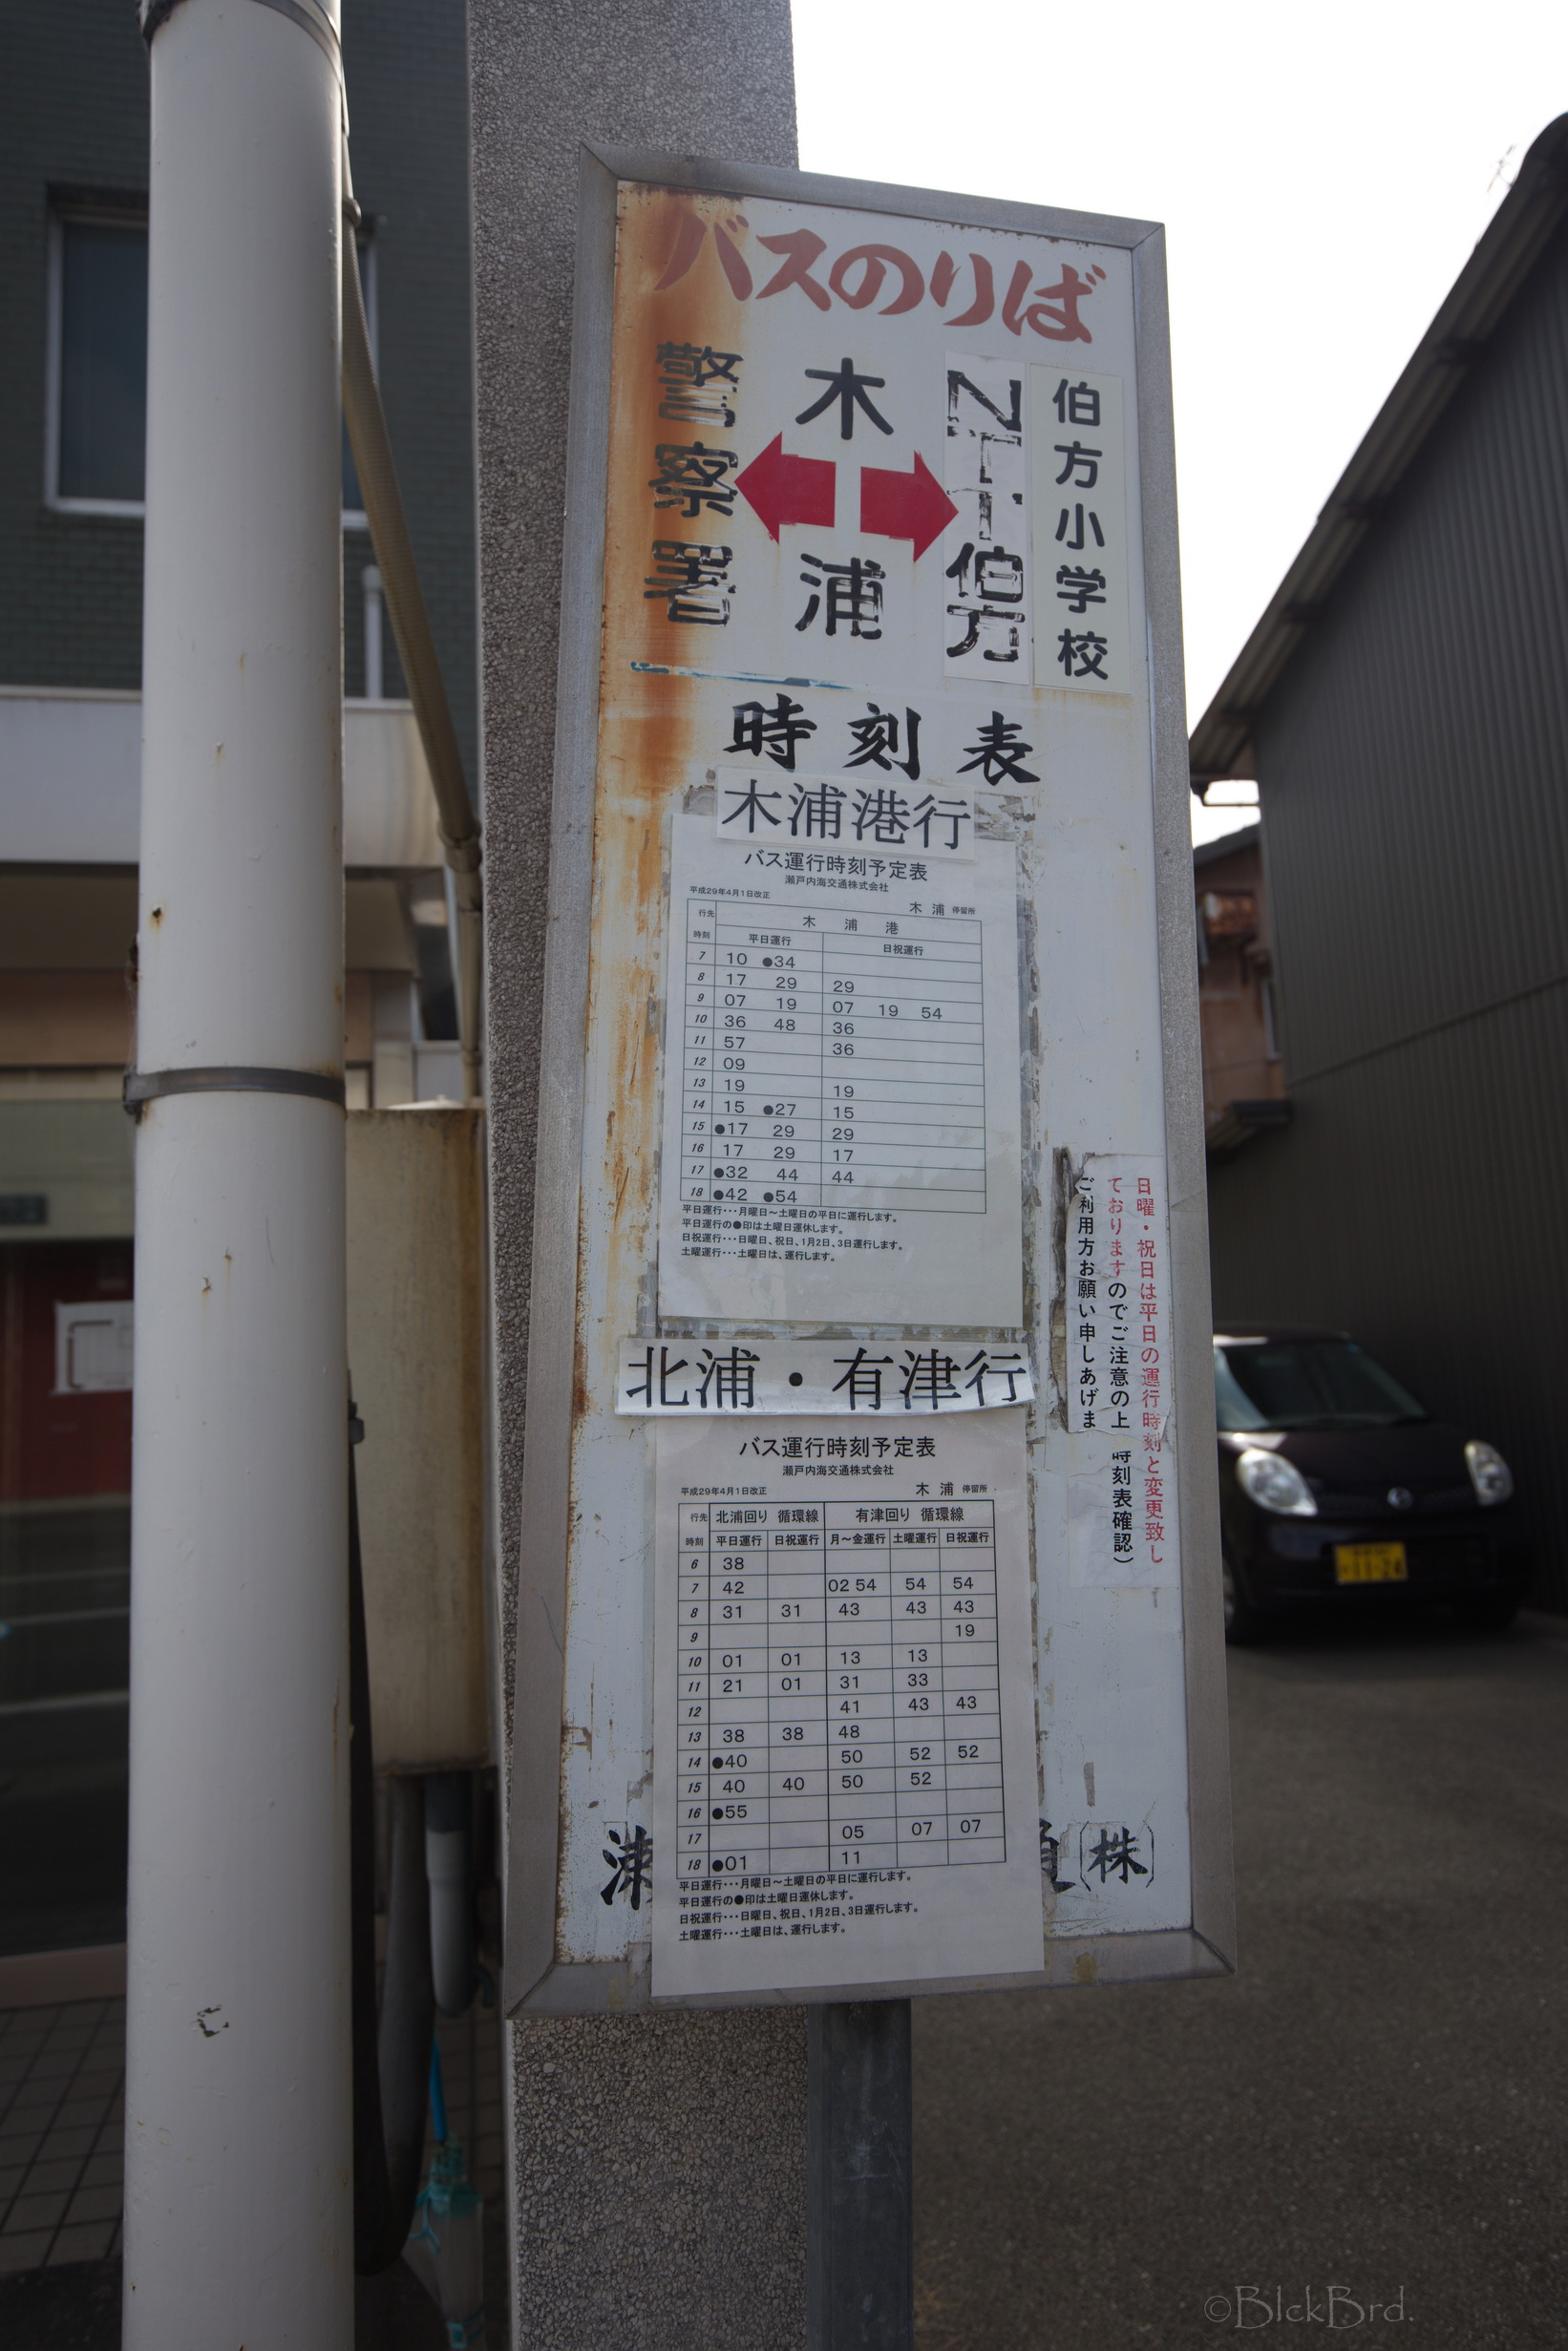 バスのりば
警察署
木浦
NTT伯方
伯方小学校
時刻表
木浦港行
バス運行時刻予定表
瀬戸内海交通株式会社
平成29年4月1日改正
木 浦 停留所
行先 木 浦 港
時刻 平日運行 日祝運行
7 10 ●34
8 17 29 29
9 07 19 07 19 54
10 36 48 36
11 57 36
12 09
13 19 19
14 15 ●27 15
15 ●17 29 29
16 17 29 17
17 ●32 44 44
18 ●42 ●54
平日運行・・・月曜日～土曜日の平日に運行します。
平日運行の●印は土曜日運休します。
日祝運行・・・日曜日、祝日、1月2日、3日運行します。
土曜運行・・・土曜日は、運行します。
日曜・祝日は平日の運行時刻と変更致し
ておりますのでご注意の上
時刻表確認）
ご利用方お願い申しあげま
北浦・有津行
バス運行時刻予定表
瀬戸内海交通株式会社
平成29年4月1日改正
木 浦 停留所
行先 北浦回り 循環線 有津回り 循環線
時刻 平日運行 日祝運行 月～金運行 土曜運行 日祝運行
6 38
7 42 02 54 54 54
8 31 31 43 43 43
9 19
10 01 01 13 13
11 21 01 31 33
12 41 43 43
13 38 38 48
14 ●40 50 52 52
15 40 40 50 52
16 ●55
17 05 07 07
18 ●01 11
平日運行・・・月曜日～土曜日の平日に運行します。
平日運行の●印は土曜日運休します。
日祝運行・・・日曜日、祝日、1月2日、3日運行します。
土曜運行・・・土曜日は、運行します。
(株)
11-24
©BlckBrd.